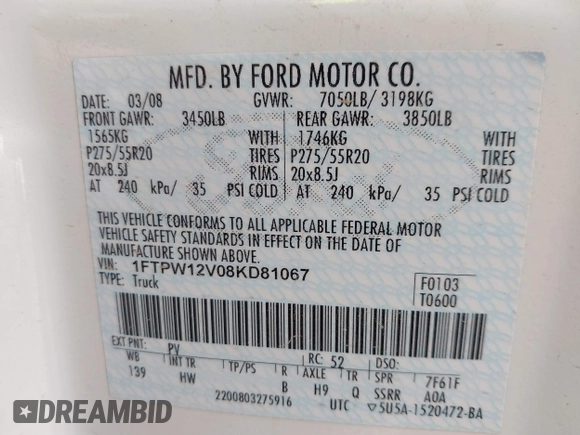 MFD. BY FORD MOTOR CO.
DATE: 03/08 GVWR: 7050LB/ 3198KG
FRONT GAWR: 3450LB REAR GAWR: 3850LB
1565KG WITH 1746KG WITH
P275/55R20 TIRES P275/55R20 TIRES
20x8.5J RIMS 20x8.5J RIMS
AT 240 kPa/ 35 PSI COLD AT 240 kPa/ 35 PSI COLD
THIS VEHICLE CONFORMS TO ALL APPLICABLE FEDERAL MOTOR
VEHICLE SAFETY STANDARDS IN EFFECT ON THE DATE OF
MANUFACTURE SHOWN ABOVE.
VIN: 1FTPW12V08KD81067
TYPE: Truck
F0103
T0600
EXT PNT: PV RC: 52 DSO:
WB INT TR TP/PS R AXLE TR SPR 7F61F
139 HW B H9 Q SSRR A0A
2200803275916 UTC 5U5A-1520472-BA
DREAMBID